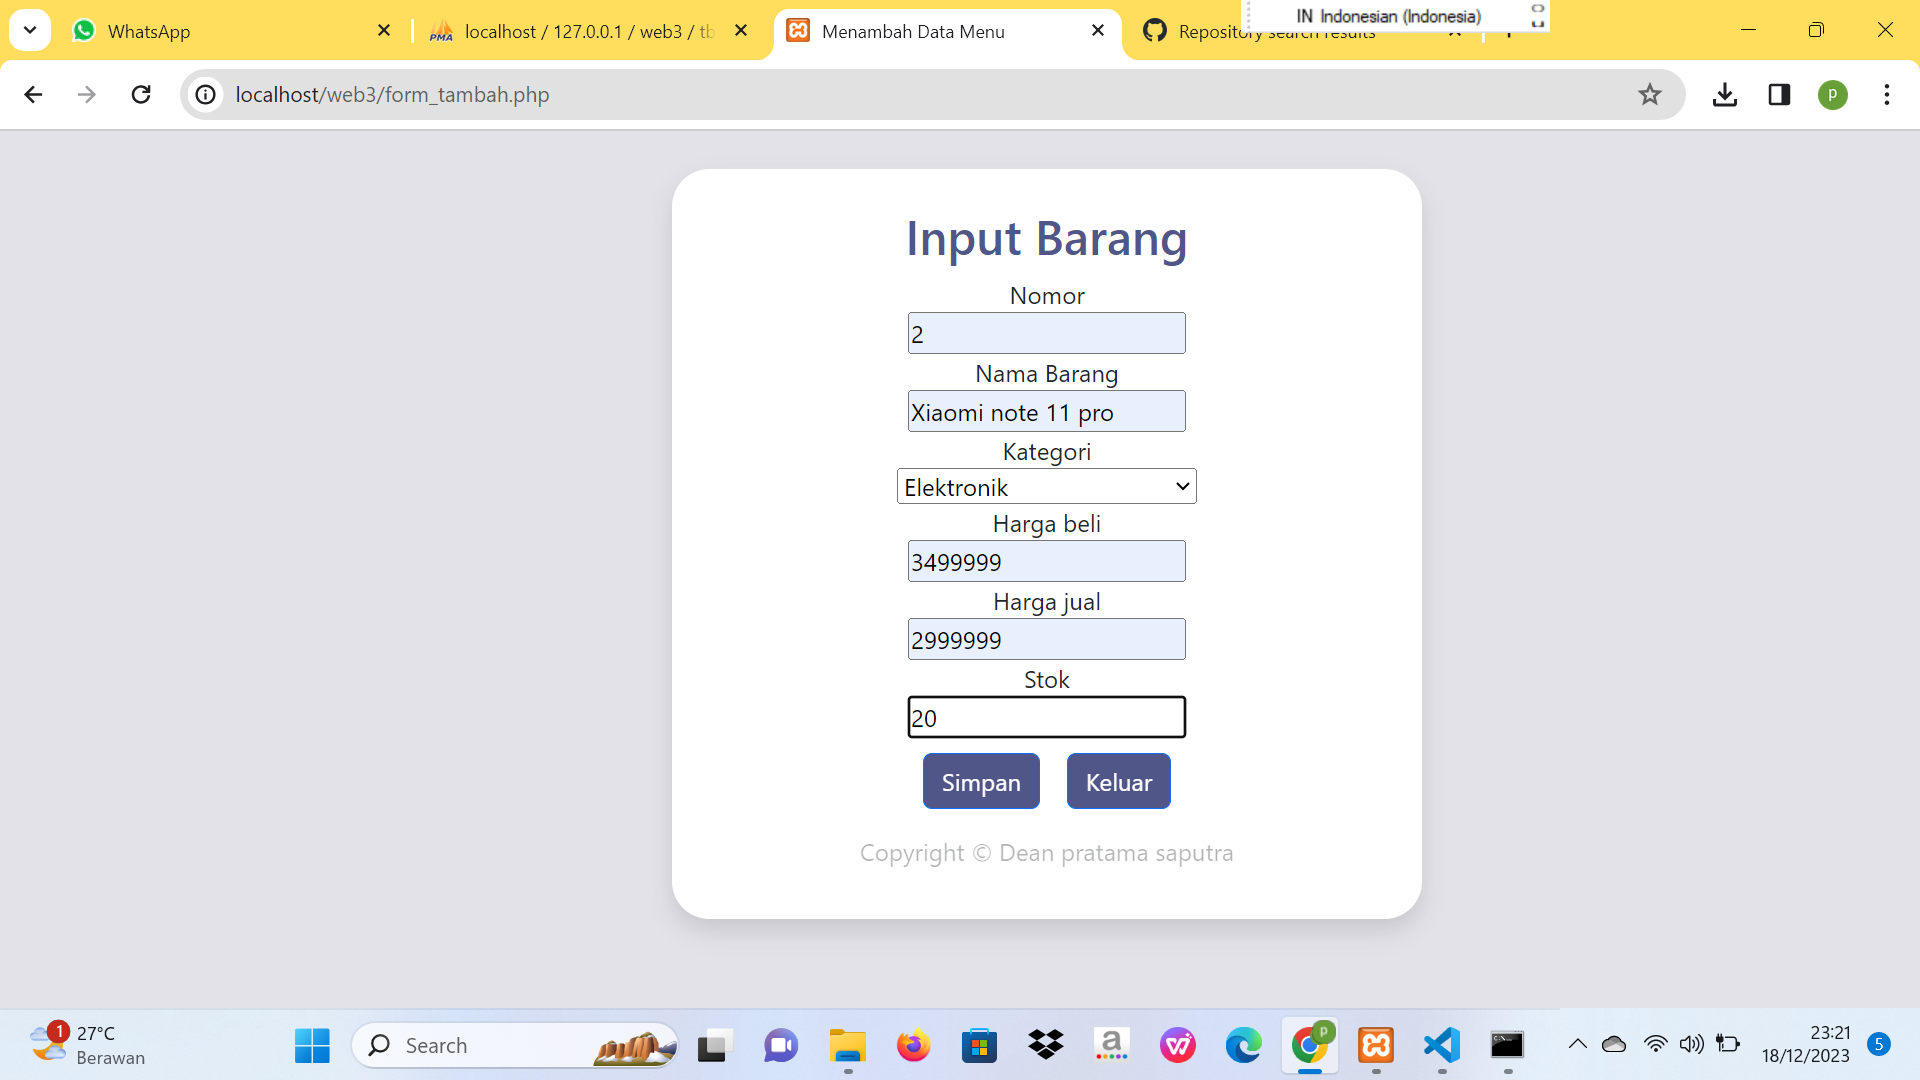 WhatsApp
localhost / 127.0.0.1 / web3 / tb
Menambah Data Menu
Repository search results
IN Indonesian (Indonesia)
localhost/web3/form_tambah.php
p
Input Barang
Nomor
2
Nama Barang
Xiaomi note 11 pro
Kategori
Elektronik
Harga beli
3499999
Harga jual
2999999
Stok
20
Simpan
Keluar
Copyright © Dean pratama saputra
1
27°C
Berawan
Search
a
p
23:21
18/12/2023
5